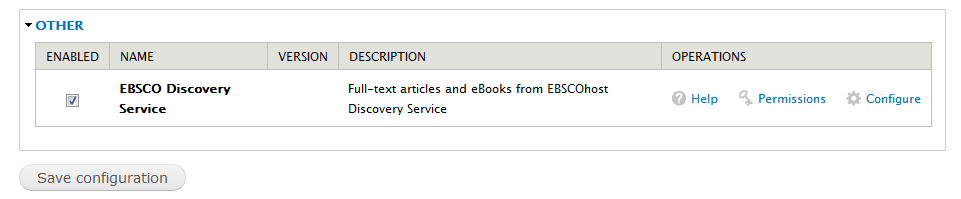 OTHER
ENABLED NAME VERSION DESCRIPTION OPERATIONS
EBSCO Discovery Full-text articles and eBooks from EBSCOhost
Service Discovery Service
Help Permissions Configure
Save configuration